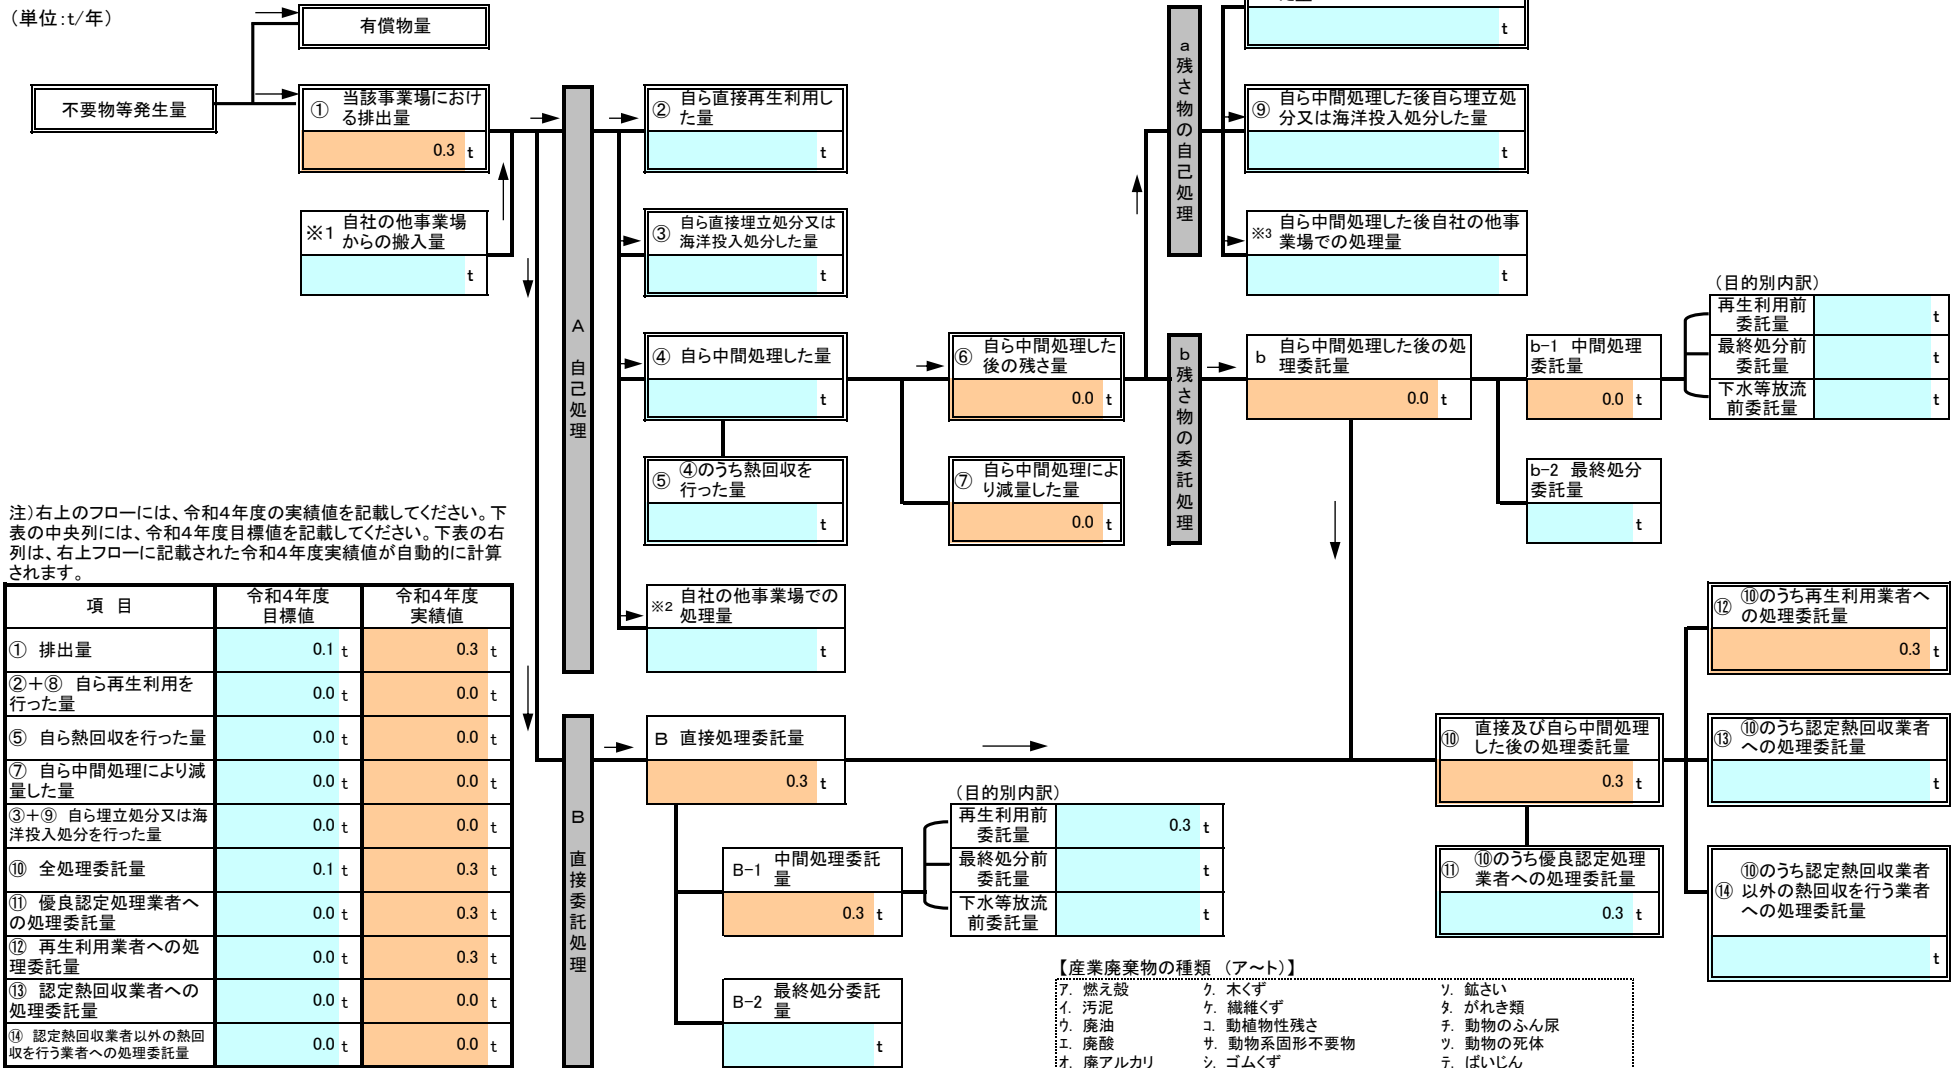 (単位:t/年)
有償物量
不要物等発生量
① 当該事業場におけ
る排出量
0.3 t
※1 自社の他事業場
からの搬入量
t
A 自己処理
② 自ら直接再生利用し
た量
t
③ 自ら直接埋立処分又は
海洋投入処分した量
t
④ 自ら中間処理した量
t
⑤ ④のうち熱回収を
行った量
t
※2 自社の他事業場での
処理量
t
⑥ 自ら中間処理した
後の残さ量
0.0 t
⑦ 自ら中間処理によ
り減量した量
0.0 t
a 残さ物の自己処理
t
⑨ 自ら中間処理した後自ら埋立処
分又は海洋投入処分した量
t
※3 自ら中間処理した後自社の他事
業場での処理量
t
b 残さ物の委託処理
b 自ら中間処理した後の処
理委託量
0.0 t
b-1 中間処理
委託量
0.0 t
b-2 最終処分
委託量
t
(目的別内訳)
再生利用前
委託量
t
最終処分前
委託量
t
下水等放流
前委託量
t
注)右上のフローには、令和4年度の実績値を記載してください。下
表の中央列には、令和4年度目標値を記載してください。下表の右
列は、右上フローに記載された令和4年度実績値が自動的に計算
されます。
項 目 令和4年度
目標値 令和4年度
実績値
① 排出量 0.1 t 0.3 t
②+⑧ 自ら再生利用を
行った量 0.0 t 0.0 t
⑤ 自ら熱回収を行った量 0.0 t 0.0 t
⑦ 自ら中間処理により減
量した量 0.0 t 0.0 t
③+⑨ 自ら埋立処分又は海
洋投入処分を行った量 0.0 t 0.0 t
⑩ 全処理委託量 0.1 t 0.3 t
⑪ 優良認定処理業者へ
の処理委託量 0.0 t 0.3 t
⑫ 再生利用業者への処
理委託量 0.0 t 0.3 t
⑬ 認定熱回収業者への
処理委託量 0.0 t 0.0 t
⑭ 認定熱回収業者以外の熱回
収を行う業者への処理委託量 0.0 t 0.0 t
B 直接委託処理
B 直接処理委託量
0.3 t
B-1 中間処理委託
量
0.3 t
B-2 最終処分委託
量
t
(目的別内訳)
再生利用前
委託量
0.3 t
最終処分前
委託量
t
下水等放流
前委託量
t
⑩ 直接及び自ら中間処理
した後の処理委託量
0.3 t
⑪ ⑩のうち優良認定処理
業者への処理委託量
0.3 t
⑫ ⑩のうち再生利用業者へ
の処理委託量
0.3 t
⑬ ⑩のうち認定熱回収業者
への処理委託量
t
⑭ ⑩のうち認定熱回収業者
以外の熱回収を行う業者
への処理委託量
t
【産業廃棄物の種類 (ア~ト)】
ア. 燃え殻 ク. 木くず ソ. 鉱さい
イ. 汚泥 ケ. 繊維くず タ. がれき類
ウ. 廃油 コ. 動植物性残さ チ. 動物のふん尿
エ. 廃酸 サ. 動物系固形不要物 ツ. 動物の死体
オ. 廃アルカリ シ. ゴムくず テ. ばいじん